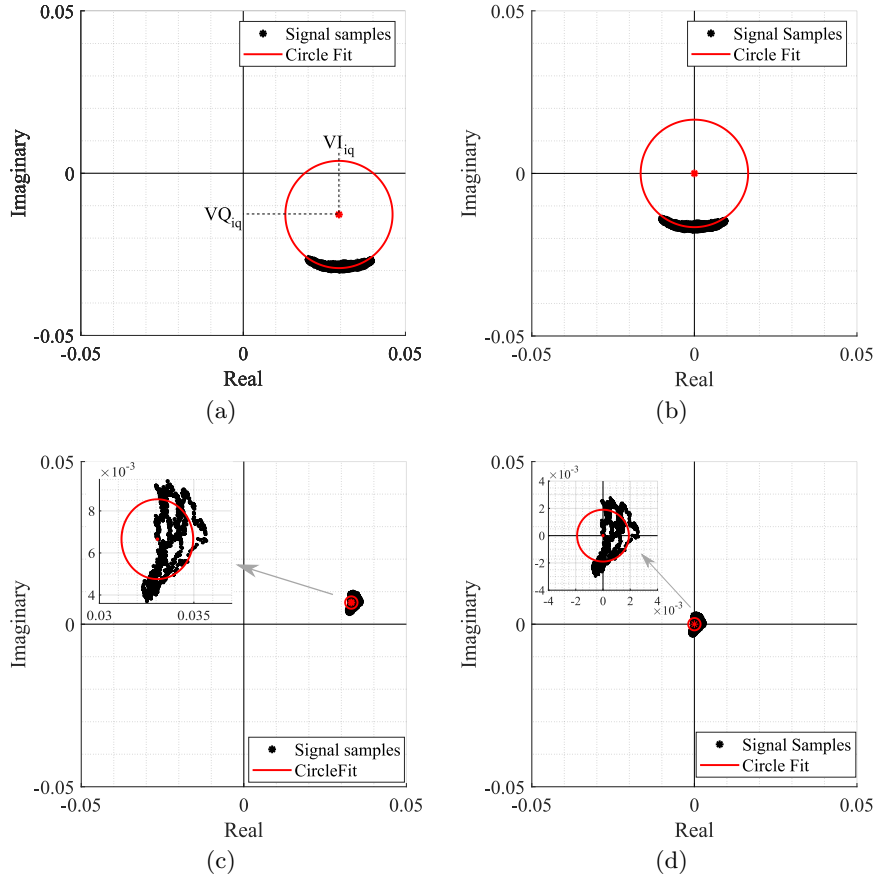 0.05
Signal Samples
Circle Fit
VI_iq
0
VQ_iq
Imaginary
-0.05
-0.05
0
0.05
Real
(a)
0.05
Signal Samples
Circle Fit
0
Imaginary
-0.05
-0.05
0
0.05
Real
(b)
0.05
×10^-3
8
6
4
0.03
0.035
0
Imaginary
Signal samples
CircleFit
-0.05
-0.05
0
0.05
Real
(c)
0.05
×10^-3
4
2
0
-2
-4
-4
-2
0
2
4
×10^-3
0
Imaginary
Signal Samples
Circle Fit
-0.05
-0.05
0
0.05
Real
(d)